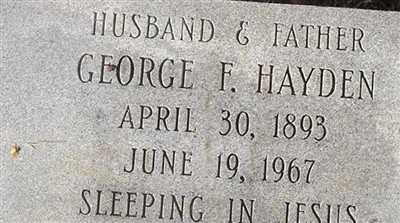 HUSBAND & FATHER
GEORGE F. HAYDEN
APRIL 30, 1893
JUNE 19, 1967
SLEEPING IN JESUS